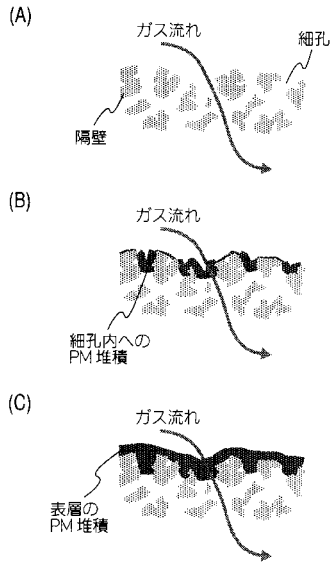 (A)
ガス流れ
細孔
隔壁
(B)
ガス流れ
細孔内への
PM 堆積
(C)
ガス流れ
表層の
PM 堆積